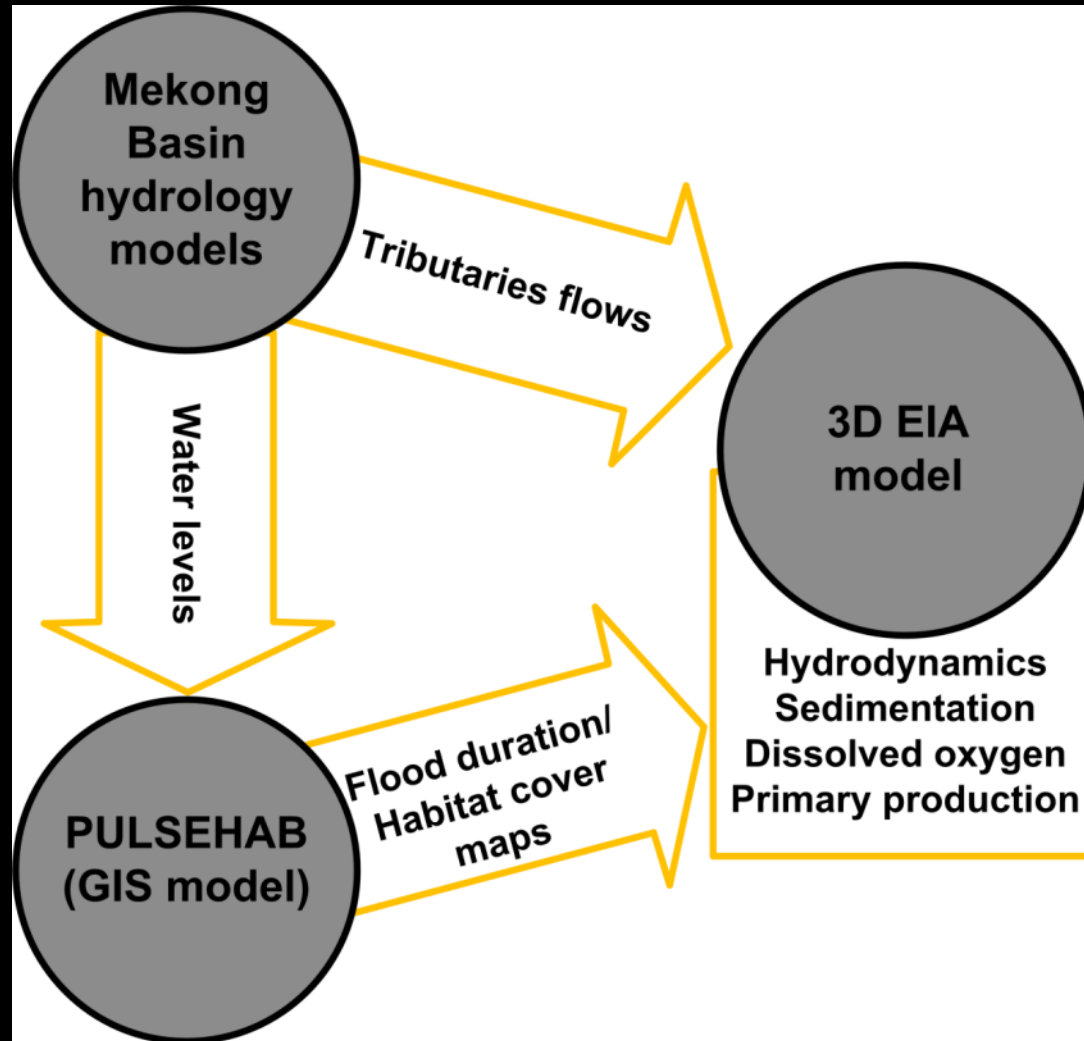 Mekong
Basin
hydrology
models
Tributaries flows
Water levels
3D EIA
model
Hydrodynamics
Sedimentation
Dissolved oxygen
Primary production
Flood duration/
Habitat cover
maps
PULSEHAB
(GIS model)